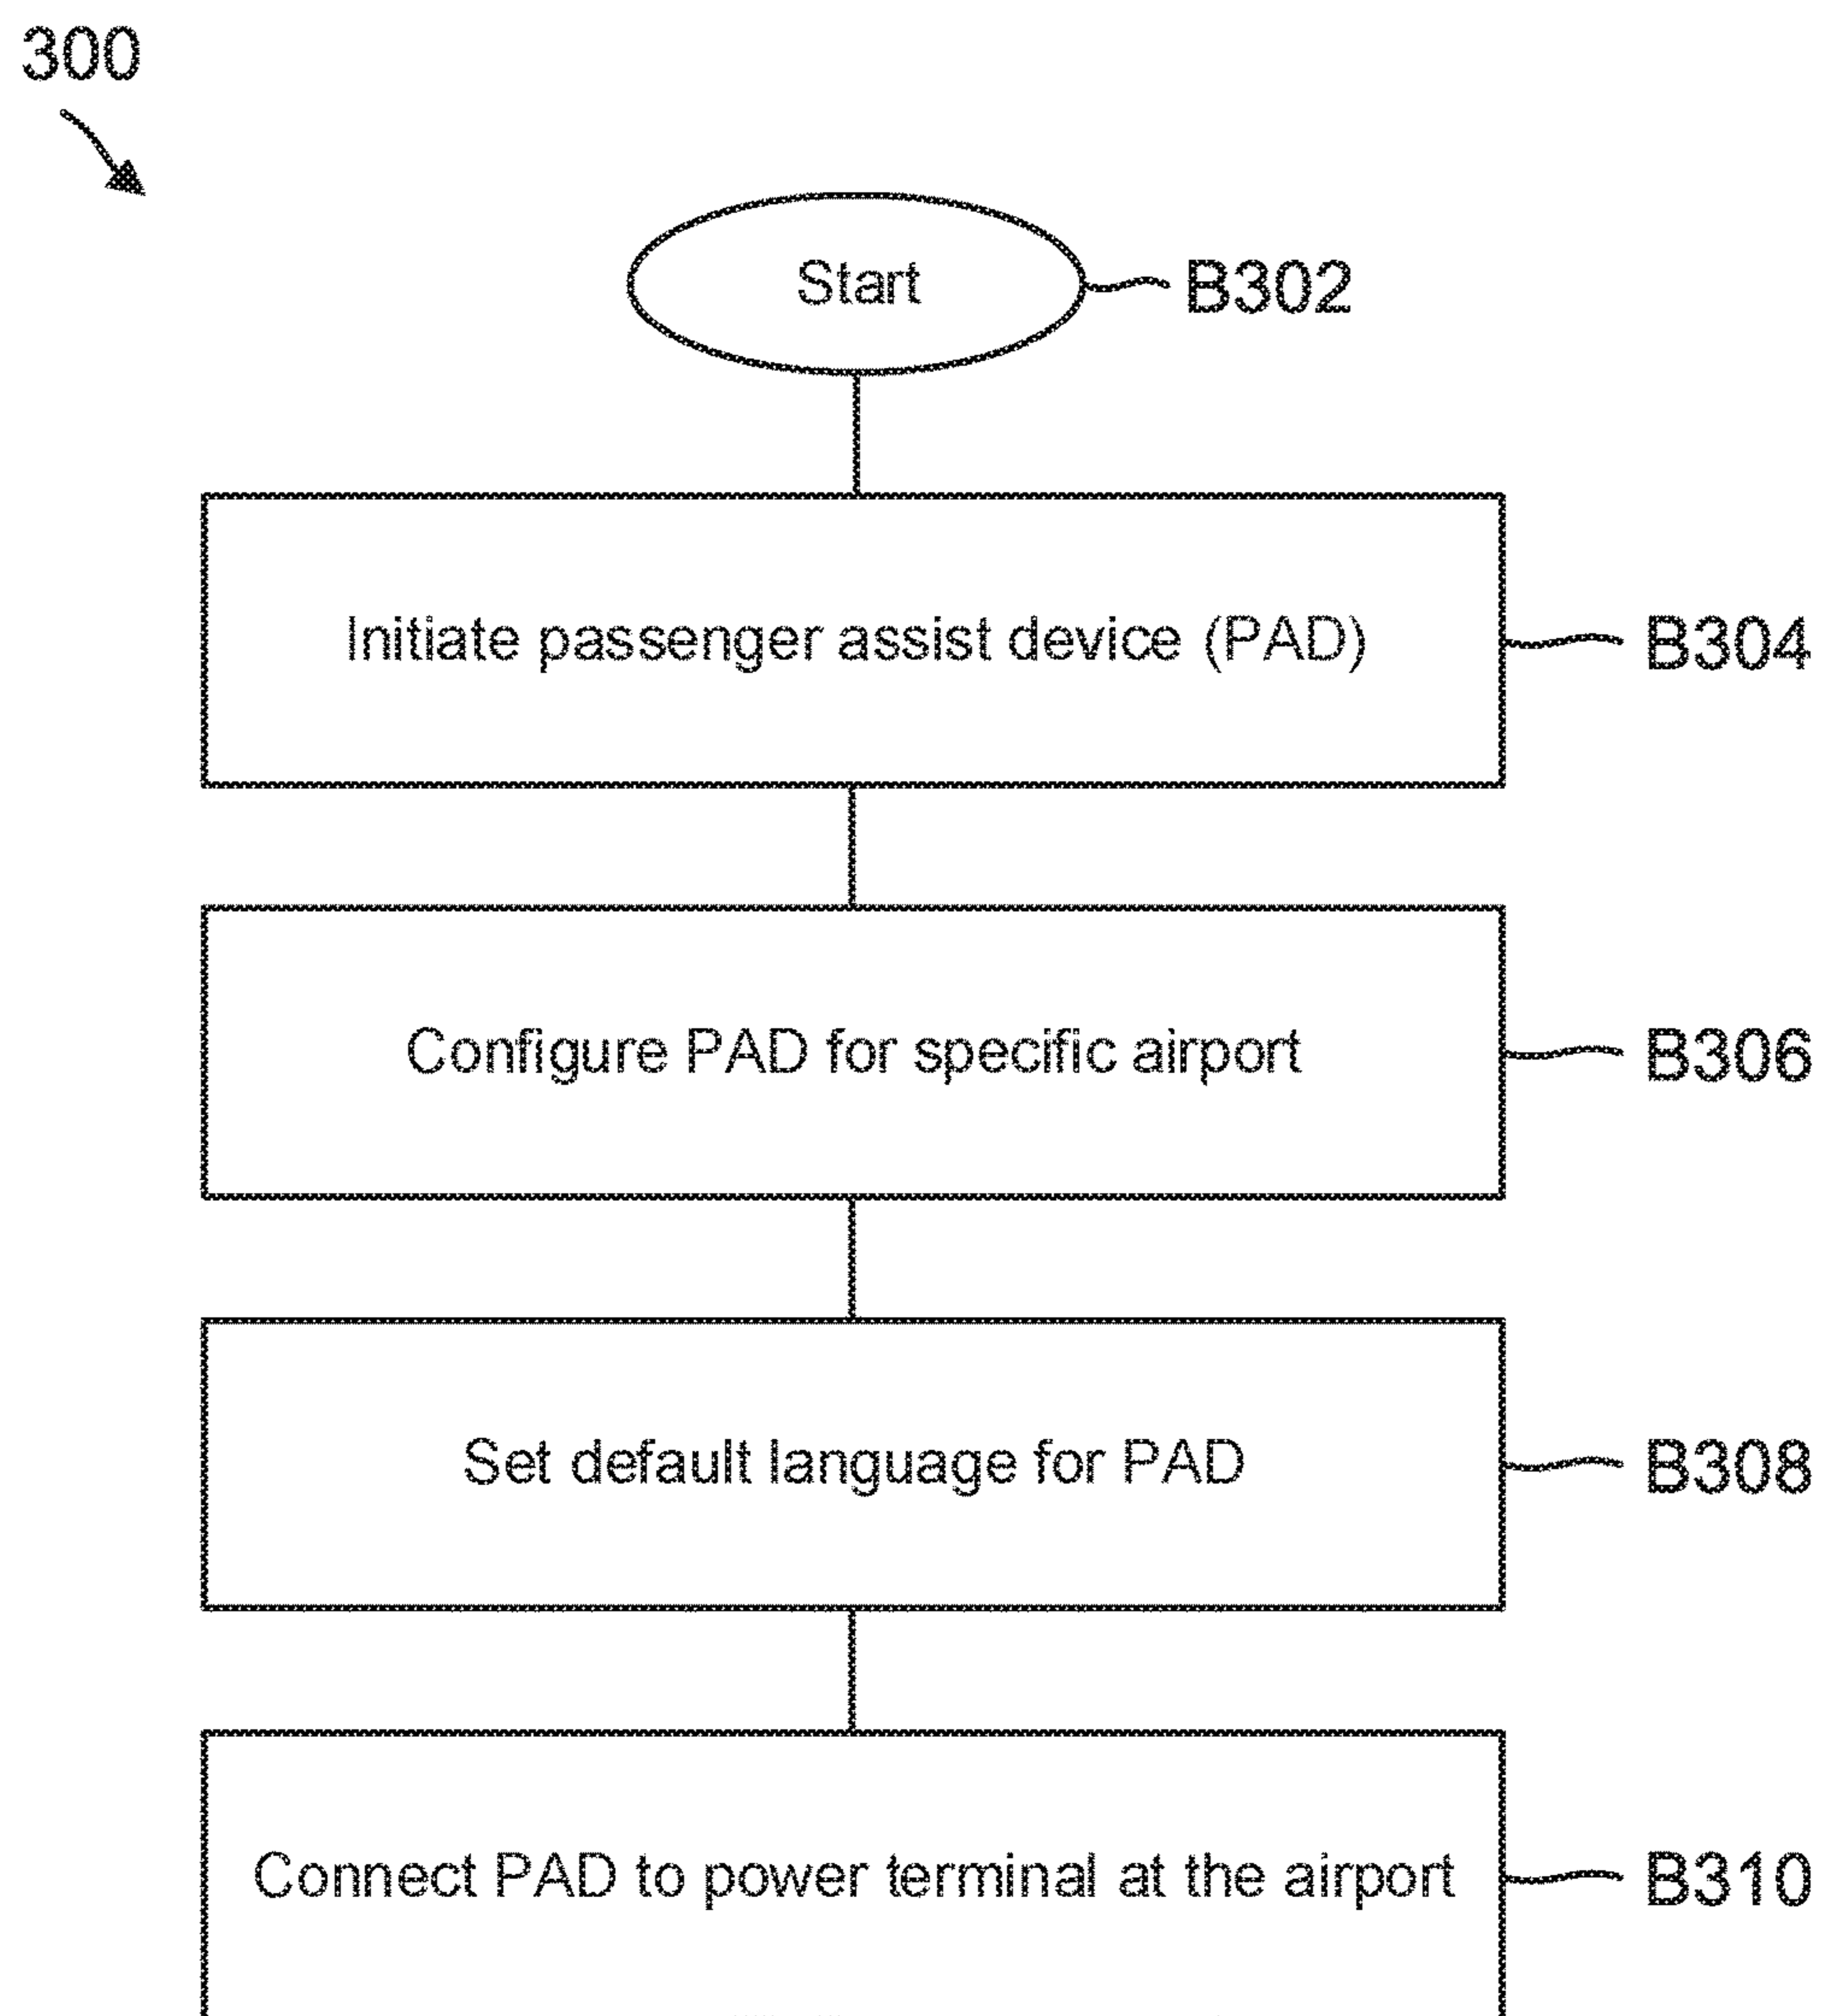 300
Start
B302
Initiate passenger assist device (PAD)
B304
Configure PAD for specific airport
B306
Set default language for PAD
B308
Connect PAD to power terminal at the airport
B310